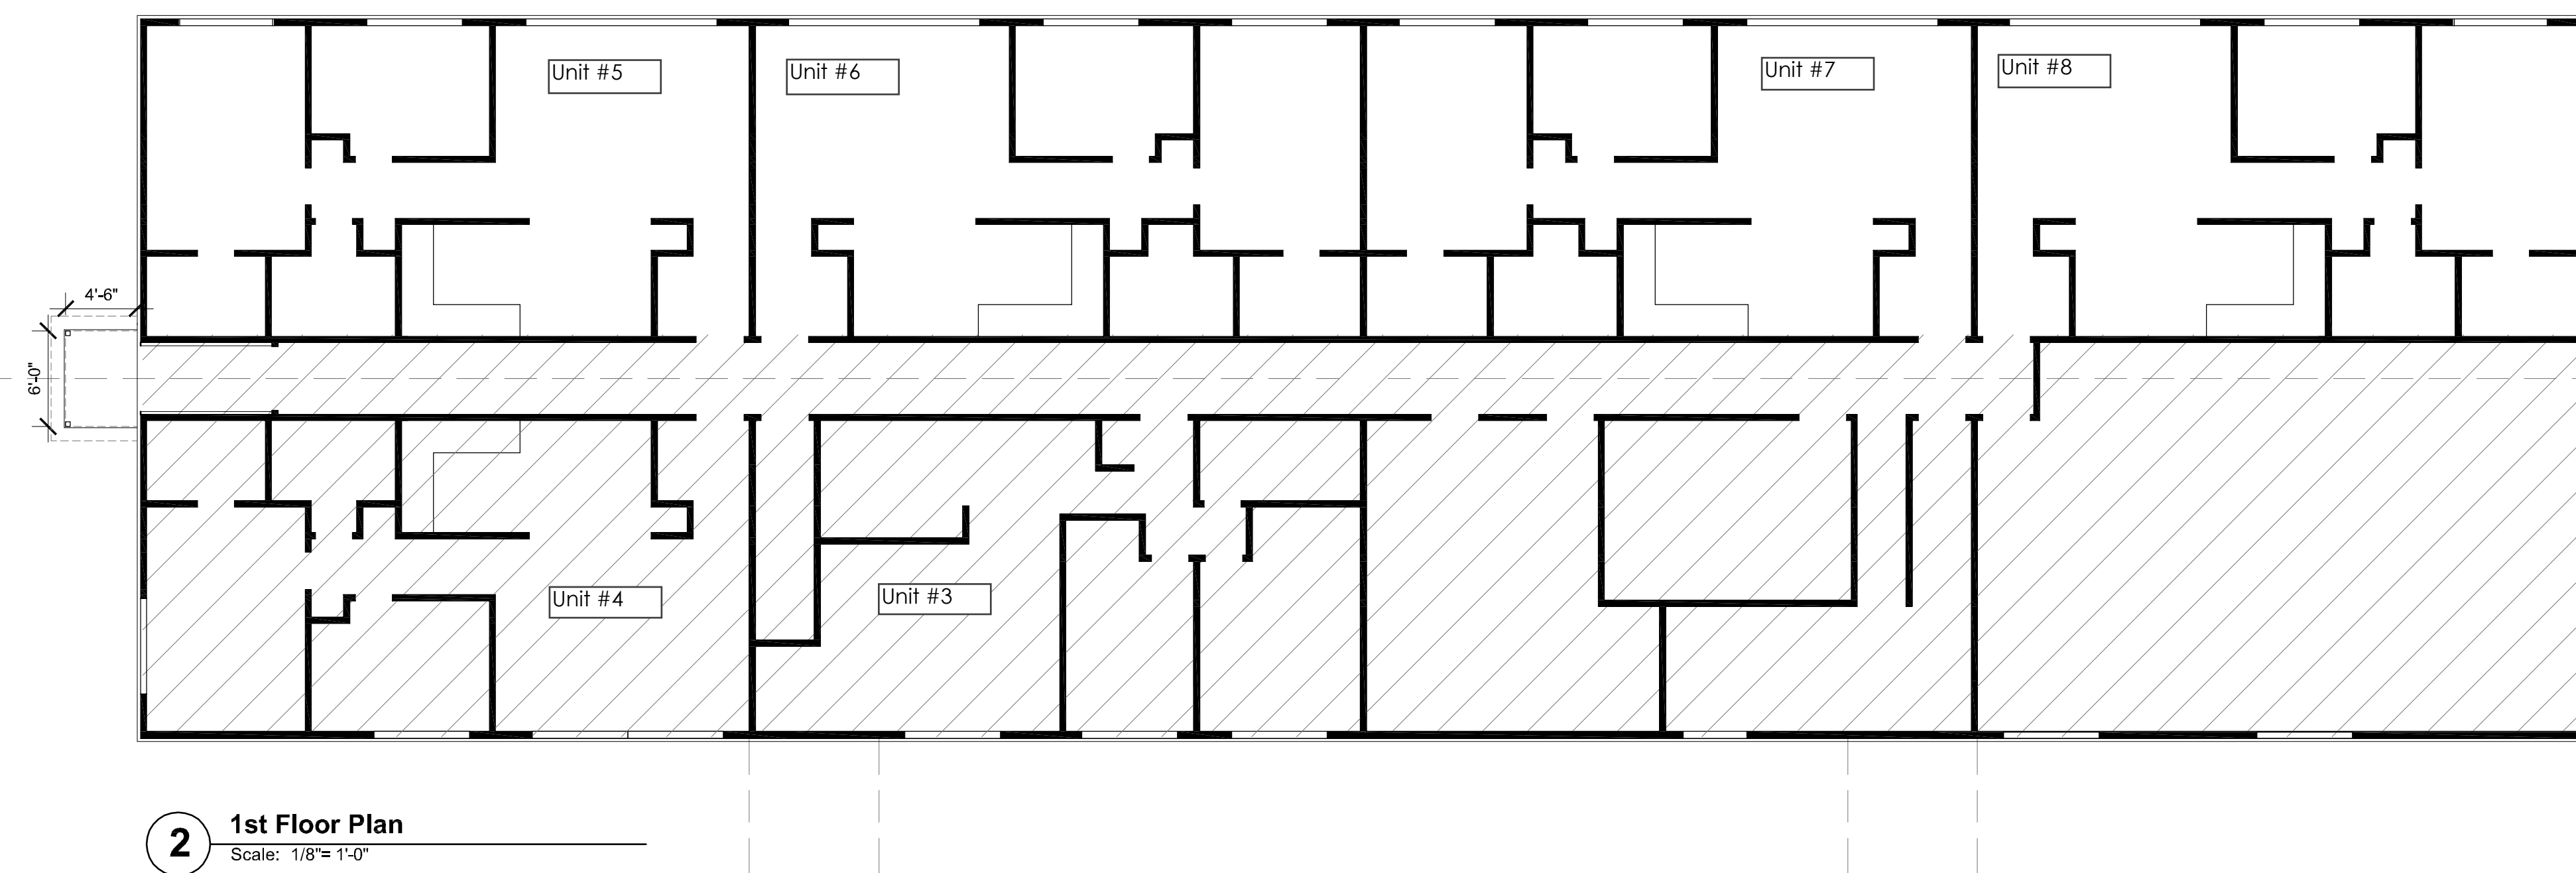 Unit #5
Unit #6
Unit #7
Unit #8
4'-6"
6'-0"
Unit #4
Unit #3
2
1st Floor Plan
Scale: 1/8"= 1'-0"